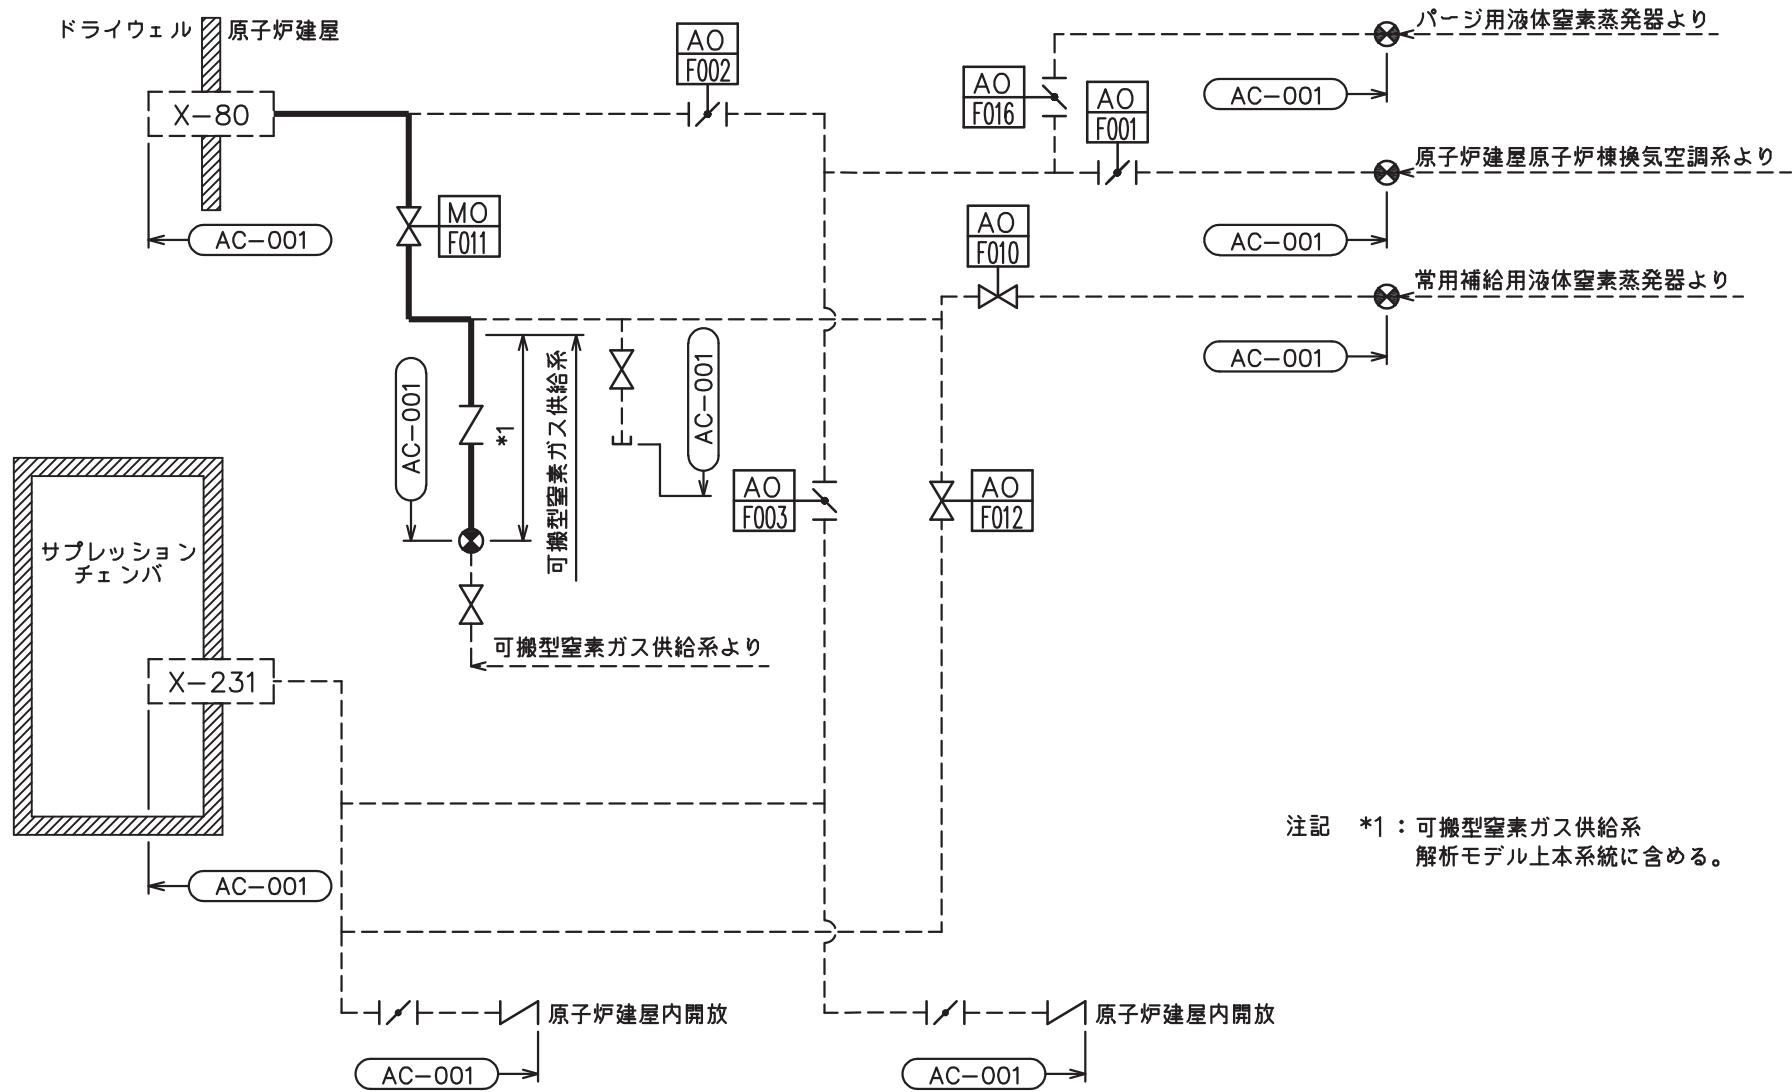 ドライウェル
原子炉建屋
AO
F002
パージ用液体窒素蒸発器より
AO
F016
AO
F001
AC-001
X-80
原子炉建屋原子炉棟換気空調系より
MO
F011
AC-001
AO
F010
AC-001
常用補給用液体窒素蒸発器より
AC-001
AC-001
*1
可搬型窒素ガス供給系
AC-001
AO
F003
AO
F012
サプレッション
チェンバ
可搬型窒素ガス供給系より
X-231
注記 *1:可搬型窒素ガス供給系
解析モデル上本系統に含める。
AC-001
原子炉建屋内開放
原子炉建屋内開放
AC-001
AC-001